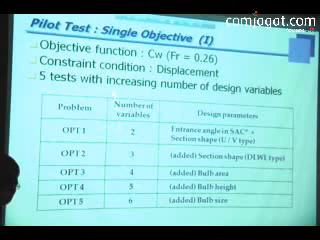 comjagat.com
Pilot Test : Single Objective (I)
Objective function : Cw (Fr = 0.26)
Constraint condition : Displacement
5 tests with increasing number of design variables
Problem Number of variables Design parameters
OPT 1 2 Entrance angle in SAC* + Section shape (U / V type)
OPT 2 3 (added) Section shape (DLWL type)
OPT 3 4 (added) Bulb area
OPT 4 5 (added) Bulb height
OPT 5 6 (added) Bulb size